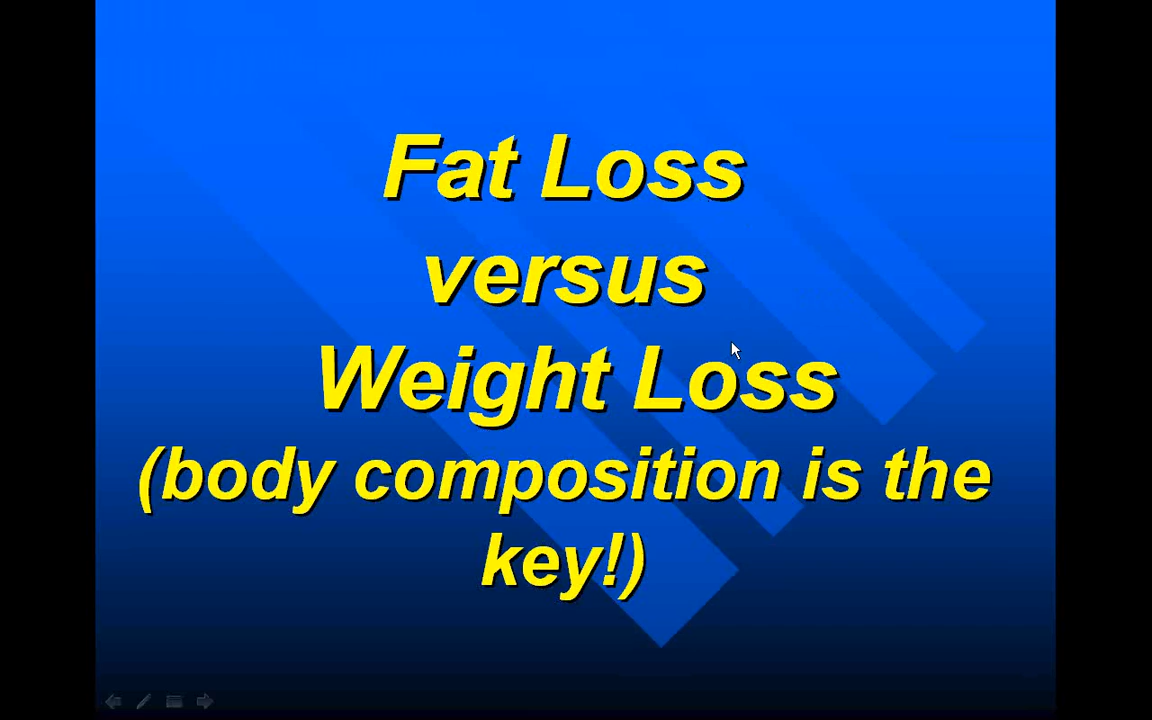 Fat Loss
versus
Weight Loss
(body composition is the
key!)